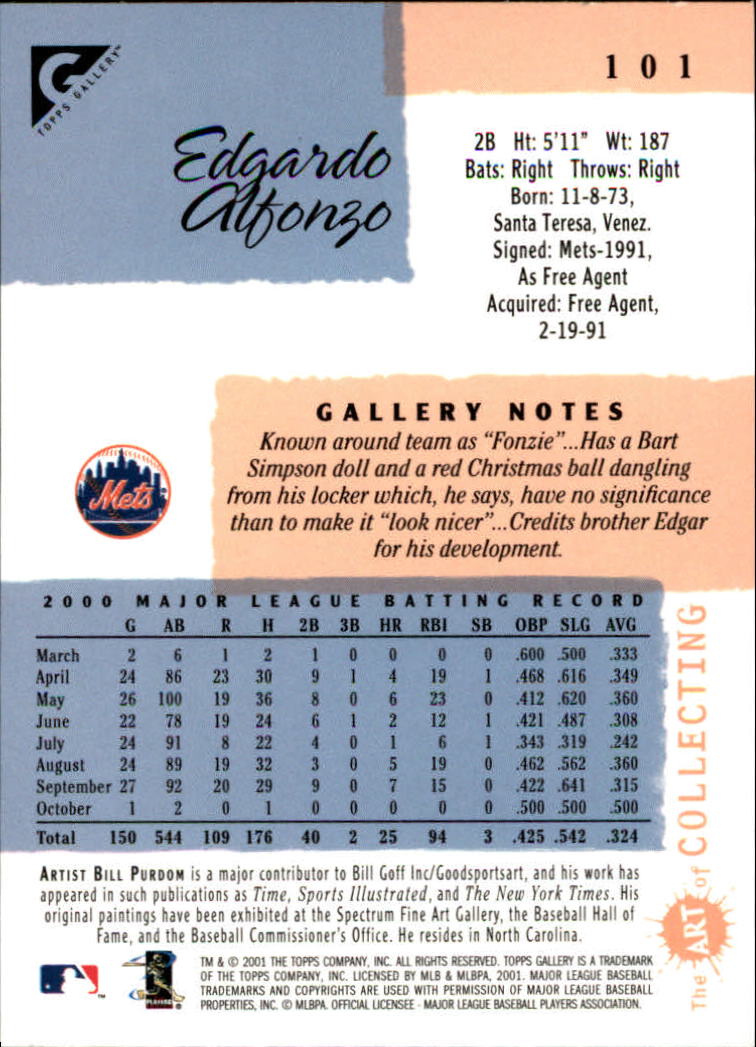 G
TOPPS GALLERY™
101
Edgardo
Alfonzo
2B Ht: 5'11" Wt: 187
Bats: Right Throws: Right
Born: 11-8-73,
Santa Teresa, Venez.
Signed: Mets-1991,
As Free Agent
Acquired: Free Agent,
2-19-91
GALLERY NOTES
Known around team as "Fonzie"...Has a Bart
Simpson doll and a red Christmas ball dangling
from his locker which, he says, have no significance
than to make it "look nicer"...Credits brother Edgar
for his development.
Mets
2000 MAJOR LEAGUE BATTING RECORD
G AB R H 2B 3B HR RBI SB OBP SLG AVG
March 2 6 1 2 1 0 0 0 0 .600 .500 .333
April 24 86 23 30 9 1 4 19 1 .468 .616 .349
May 26 100 19 36 8 0 6 23 0 .412 .620 .360
June 22 78 19 24 6 1 2 12 1 .421 .487 .308
July 24 91 8 22 4 0 1 6 1 .343 .319 .242
August 24 89 19 32 3 0 5 19 0 .462 .562 .360
September 27 92 20 29 9 0 7 15 0 .422 .641 .315
October 1 2 0 1 0 0 0 0 0 .500 .500 .500
Total 150 544 109 176 40 2 25 94 3 .425 .542 .324
The ART of COLLECTING
ARTIST BILL PURDOM is a major contributor to Bill Goff Inc/Goodsportsart, and his work has
appeared in such publications as Time, Sports Illustrated, and The New York Times. His
original paintings have been exhibited at the Spectrum Fine Art Gallery, the Baseball Hall of
Fame, and the Baseball Commissioner's Office. He resides in North Carolina.
TM & © 2001 THE TOPPS COMPANY, INC. ALL RIGHTS RESERVED. TOPPS GALLERY IS A TRADEMARK
OF THE TOPPS COMPANY, INC. LICENSED BY MLB & MLBPA, 2001. MAJOR LEAGUE BASEBALL
TRADEMARKS AND COPYRIGHTS ARE USED WITH PERMISSION OF MAJOR LEAGUE BASEBALL
PROPERTIES, INC. © MLBPA. OFFICIAL LICENSEE - MAJOR LEAGUE BASEBALL PLAYERS ASSOCIATION.
PLAYERS
TM